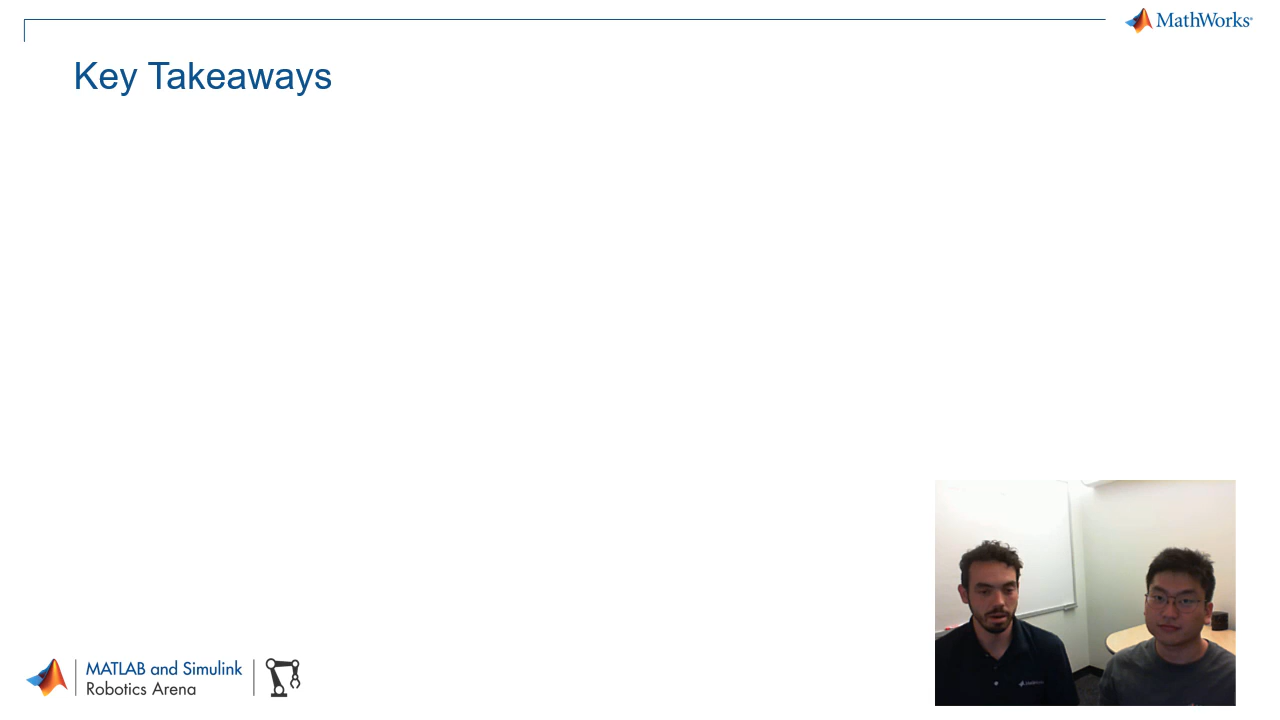 MathWorks®
Key Takeaways
MATLAB and Simulink
Robotics Arena